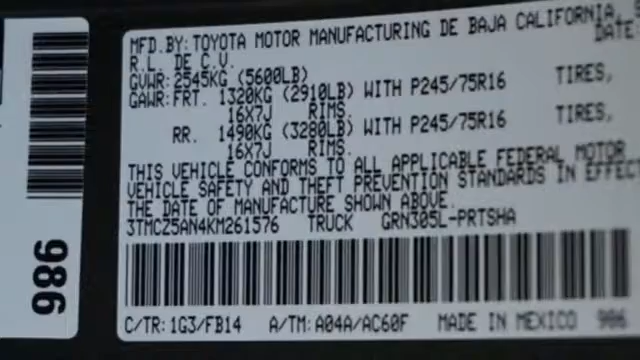 MFD.BY:TOYOTA MOTOR MANUFACTURING DE BAJA CALIFORNIA, S.
R.L. DE C.V. DATE:
GVWR:2545KG (5600LB)
GAWR:FRT. 1320KG (2910LB) WITH P245/75R16 TIRES,
16X7J RIMS.
RR. 1490KG (3280LB) WITH P245/75R16 TIRES,
16X7J RIMS.
THIS VEHICLE CONFORMS TO ALL APPLICABLE FEDERAL MOTOR
VEHICLE SAFETY AND THEFT PREVENTION STANDARDS IN EFFECT
THE DATE OF MANUFACTURE SHOWN ABOVE.
3TMCZ5AN4KM261576 TRUCK GRN305L-PRTSHA
C/TR:1G3/FB14 A/TM:A04A/AC60F MADE IN MEXICO 986
986